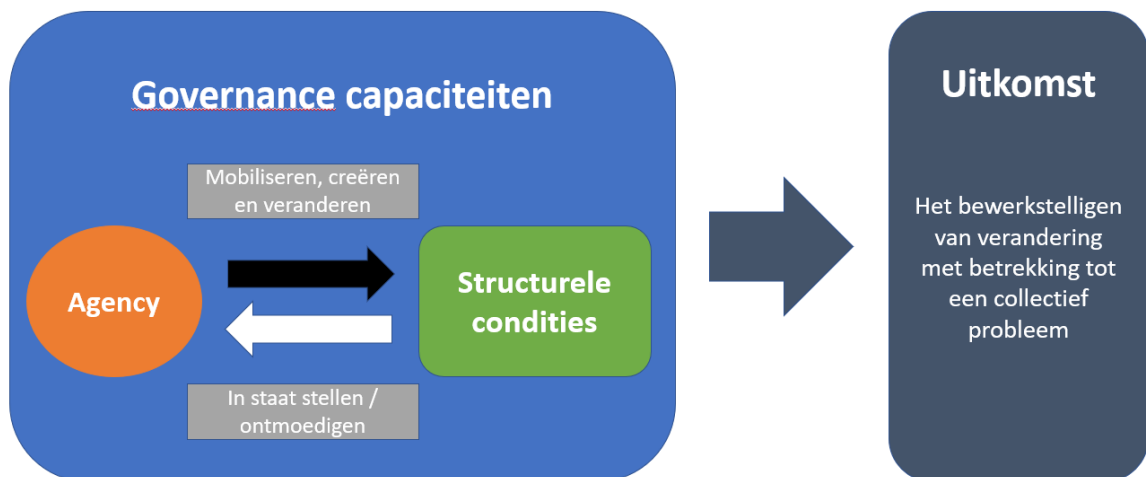 Governance capaciteiten
Mobiliseren, creëren
en veranderen
Agency
Structurele
condities
In staat stellen /
ontmoedigen
Uitkomst
Het bewerkstelligen
van verandering
met betrekking tot
een collectief
probleem